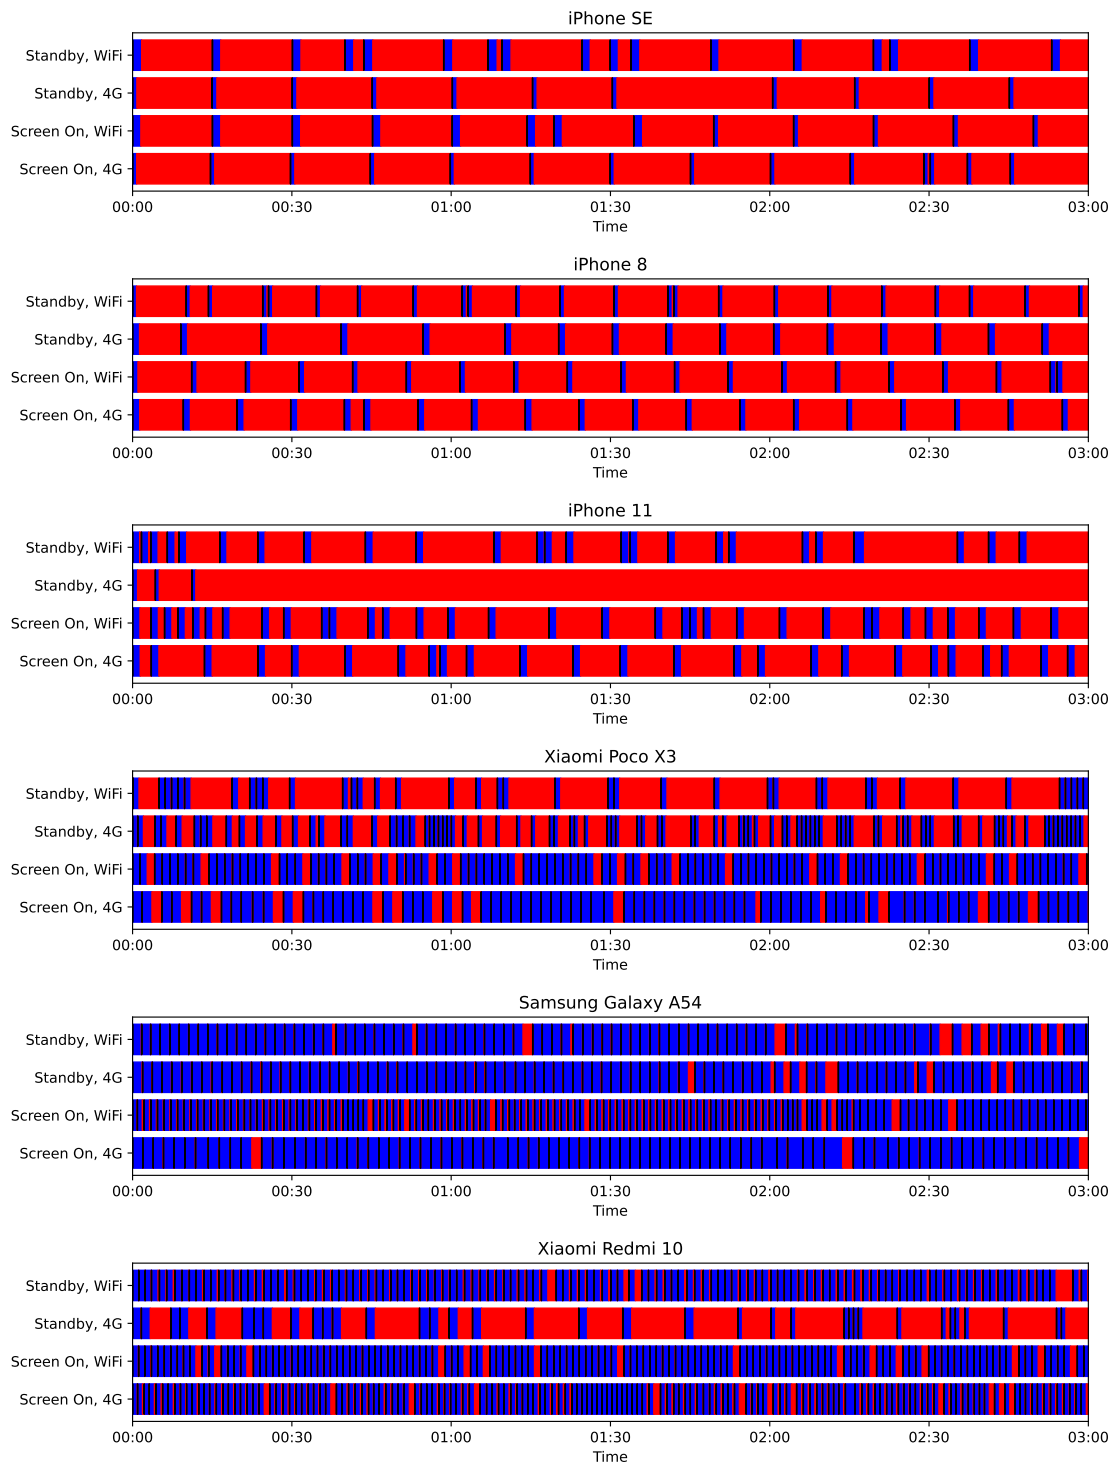 iPhone SE
Standby, WiFi
Standby, 4G
Screen On, WiFi
Screen On, 4G
00:00 00:30 01:00 01:30 02:00 02:30 03:00
Time
iPhone 8
Standby, WiFi
Standby, 4G
Screen On, WiFi
Screen On, 4G
00:00 00:30 01:00 01:30 02:00 02:30 03:00
Time
iPhone 11
Standby, WiFi
Standby, 4G
Screen On, WiFi
Screen On, 4G
00:00 00:30 01:00 01:30 02:00 02:30 03:00
Time
Xiaomi Poco X3
Standby, WiFi
Standby, 4G
Screen On, WiFi
Screen On, 4G
00:00 00:30 01:00 01:30 02:00 02:30 03:00
Time
Samsung Galaxy A54
Standby, WiFi
Standby, 4G
Screen On, WiFi
Screen On, 4G
00:00 00:30 01:00 01:30 02:00 02:30 03:00
Time
Xiaomi Redmi 10
Standby, WiFi
Standby, 4G
Screen On, WiFi
Screen On, 4G
00:00 00:30 01:00 01:30 02:00 02:30 03:00
Time